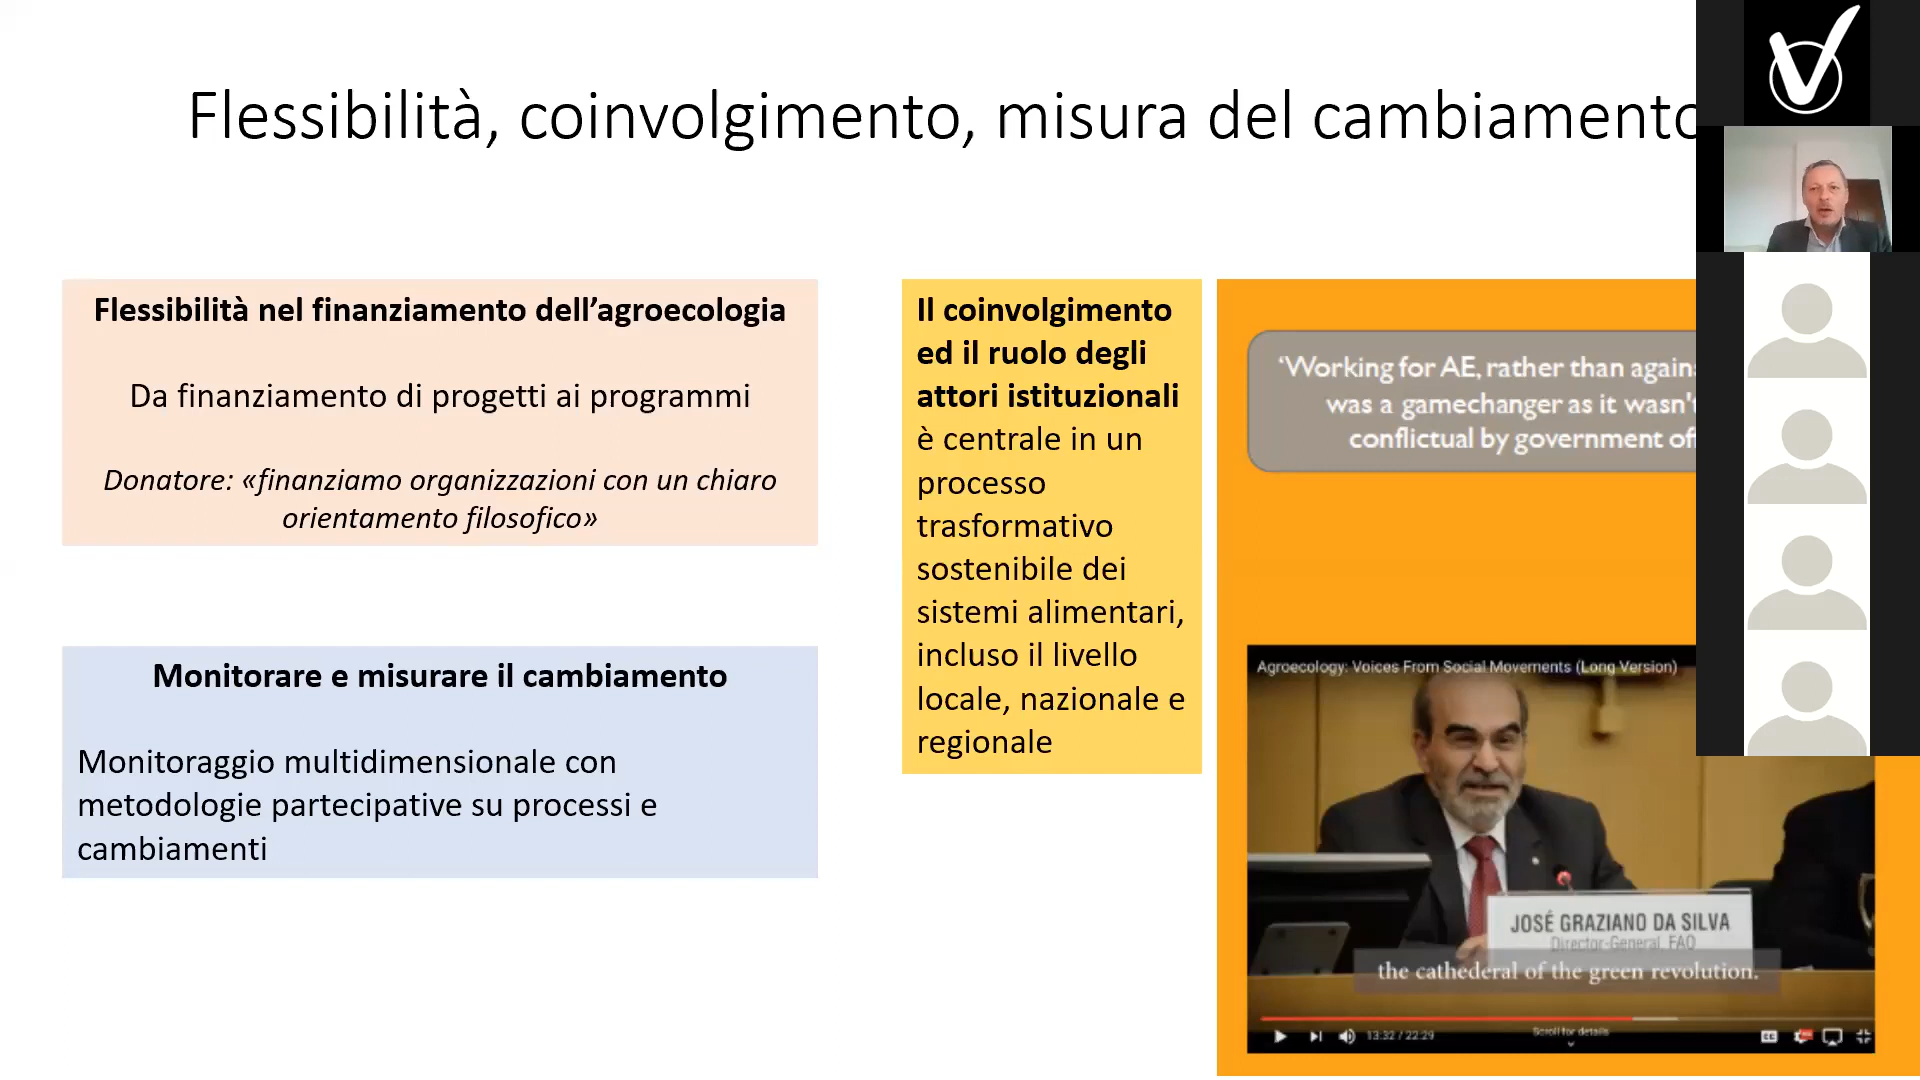 Flessibilità, coinvolgimento, misura del cambiamento
Flessibilità nel finanziamento dell’agroecologia
Da finanziamento di progetti ai programmi
Donatore: «finanziamo organizzazioni con un chiaro
orientamento filosofico»
Monitorare e misurare il cambiamento
Monitoraggio multidimensionale con
metodologie partecipative su processi e
cambiamenti
Il coinvolgimento
ed il ruolo degli
attori istituzionali
è centrale in un
processo
trasformativo
sostenibile dei
sistemi alimentari,
incluso il livello
locale, nazionale e
regionale
‘Working for AE, rather than
was a gamechanger as it
conflictual by government
Agroecology: Voices From Social Movements (Long Version)
JOSÉ GRAZIANO DA SILVA
Director-General, FAO
the cathederal of the green revolution.
13:32 / 22:29
Scroll for details